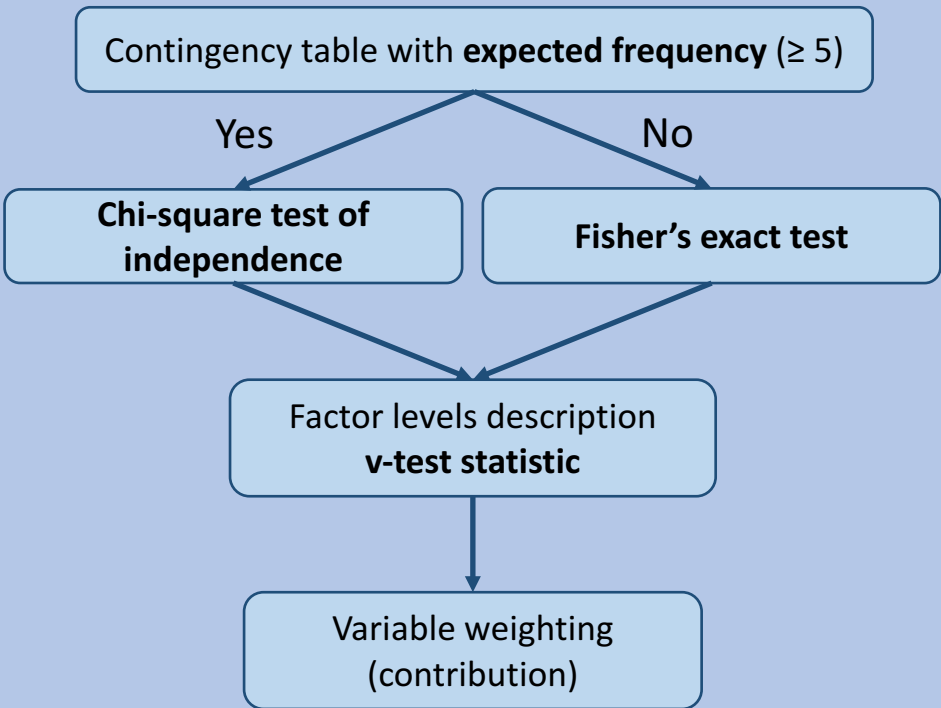 Contingency table with expected frequency (≥ 5)
Yes
No
Chi-square test of
independence
Fisher’s exact test
Factor levels description
v-test statistic
Variable weighting
(contribution)